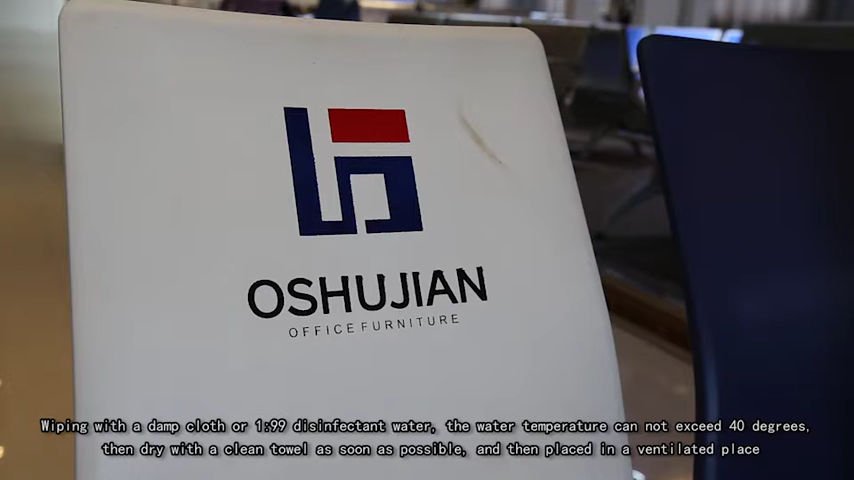 OSHUJIAN
OFFICE FURNITURE
Wiping with a damp cloth or 1:99 disinfectant water, the water temperature can not exceed 40 degrees,
then dry with a clean towel as soon as possible, and then placed in a ventilated place